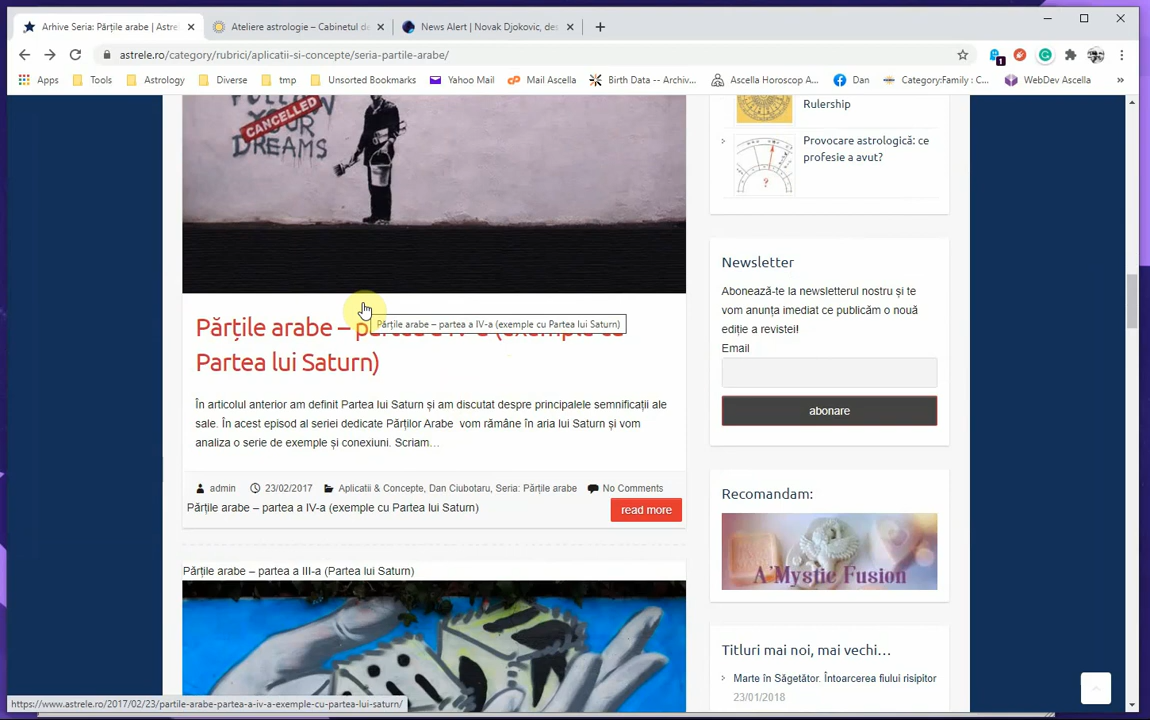 Arhive Seria: Părțile arabe | Astrel
Ateliere astrologie – Cabinetul de
News Alert | Novak Djokovic, des
astrele.ro/category/rubrici/aplicatii-si-concepte/seria-partile-arabe/
1
Apps
Tools
Astrology
Diverse
tmp
Unsorted Bookmarks
Yahoo Mail
Mail Ascella
Birth Data -- Archiv...
Ascella Horoscop A...
Dan
Category:Family : C...
WebDev Ascella
»
YOUR
DREAMS
CANCELLED
Părțile arabe – partea a IV-a (exemple cu
Partea lui Saturn)
Părțile arabe – partea a IV-a (exemple cu Partea lui Saturn)
În articolul anterior am definit Partea lui Saturn și am discutat despre principalele semnificații ale
sale. În acest episod al seriei dedicate Părților Arabe vom rămâne în aria lui Saturn și vom
analiza o serie de exemple și conexiuni. Scriam…
admin 23/02/2017 Aplicatii & Concepte, Dan Ciubotaru, Seria: Părțile arabe No Comments
Părțile arabe – partea a IV-a (exemple cu Partea lui Saturn)
read more
Părțile arabe – partea a III-a (Partea lui Saturn)
Rulership
Provocare astrologică: ce
profesie a avut?
?
Newsletter
Abonează-te la newsletterul nostru și te
vom anunța imediat ce publicăm o nouă
ediție a revistei!
Email
abonare
Recomandam:
A'Mystic Fusion
Titluri mai noi, mai vechi…
Marte în Săgetător. Întoarcerea fiului risipitor
23/01/2018
https://www.astrele.ro/2017/02/23/partile-arabe-partea-a-iv-a-exemple-cu-partea-lui-saturn/